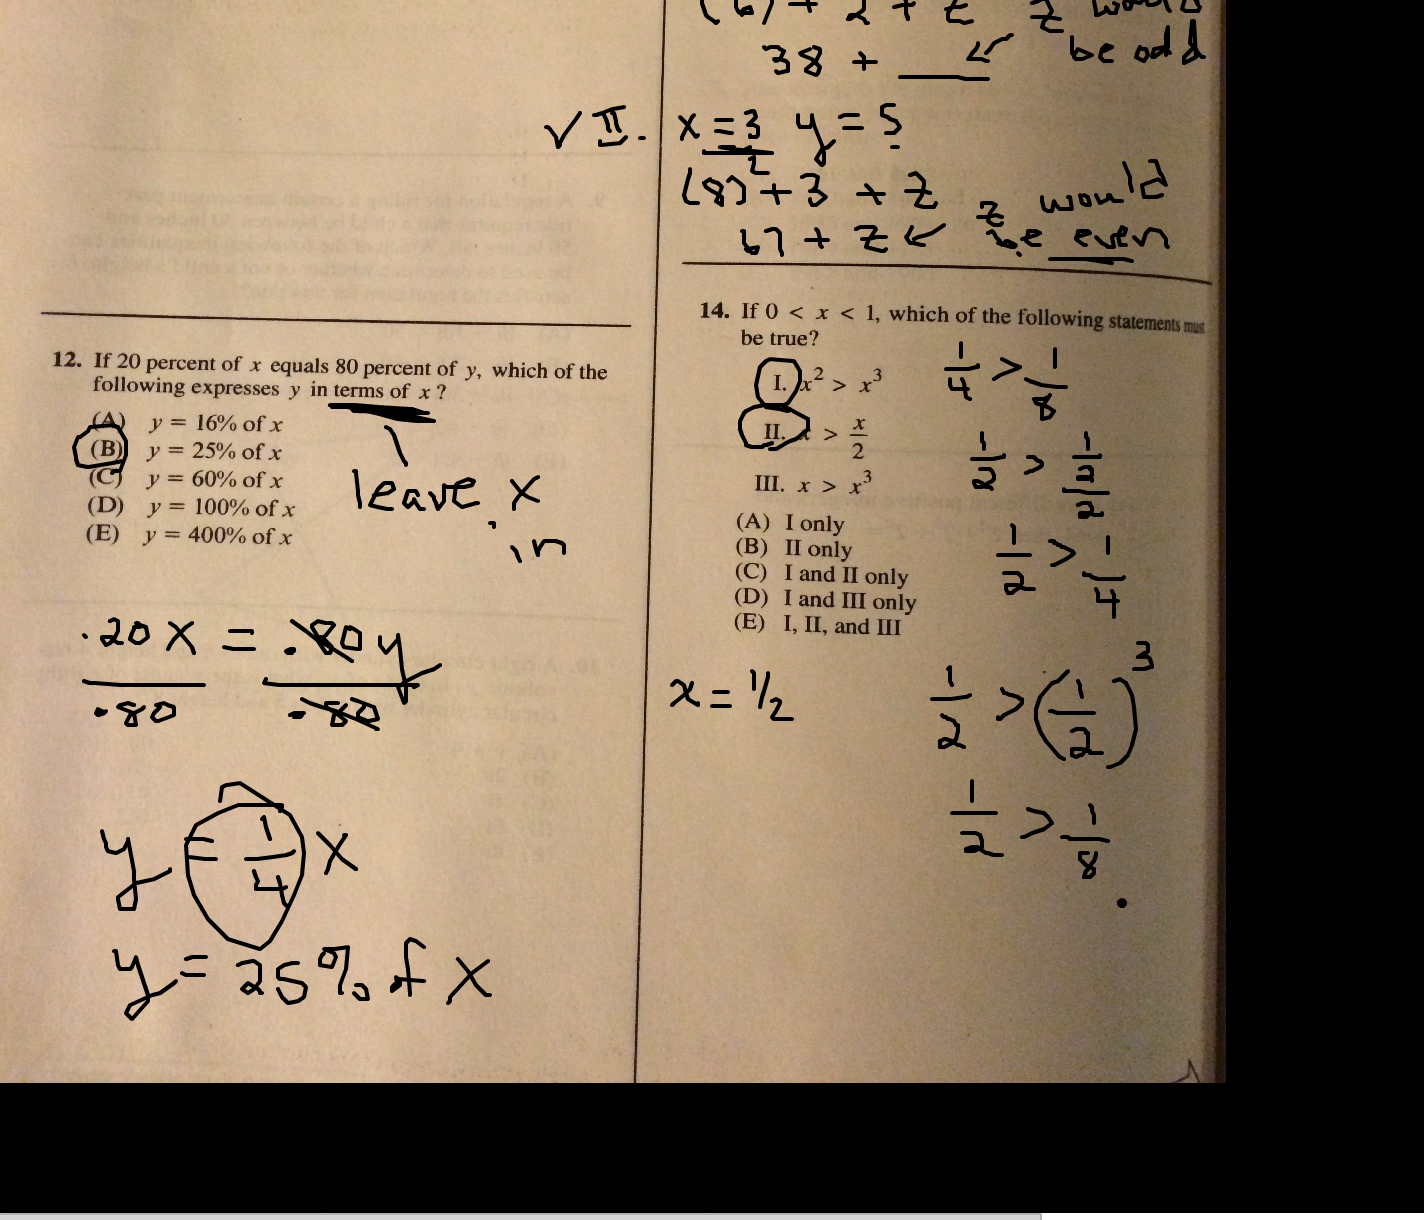 (6) + 2 + z z would
38 + ___ be odd
√ II. x = 3 y = 5
(8)² + 3 + z z would
67 + z be even
12. If 20 percent of x equals 80 percent of y, which of the
following expresses y in terms of x ?
(A) y = 16% of x
(B) y = 25% of x
(C) y = 60% of x
(D) y = 100% of x
(E) y = 400% of x
leave x
in
.20 x = .80 y
.80 .80
y = 1/4 x
y = 25% of x
14. If 0 < x < 1, which of the following statements must
be true?
I. x² > x³
II. x > x/2
III. x > x³
(A) I only
(B) II only
(C) I and II only
(D) I and III only
(E) I, II, and III
1/4 > 1/8
1/2 > 1/2/2
1/2 > 1/4
x = 1/2
1/2 > (1/2)³
1/2 > 1/8